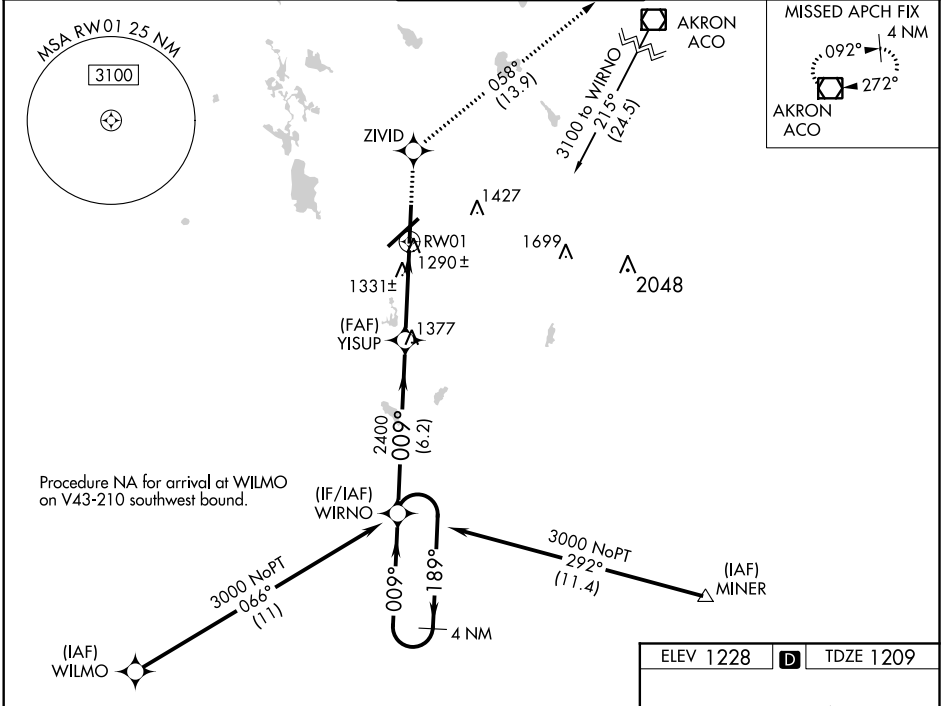 MSA RW01 25 NM
3100
AKRON
ACO
MISSED APCH FIX
4 NM
092°
272°
AKRON
ACO
058°
(13.9)
3100 to WIRNO
215°
(24.5)
ZIVID
1427
RW01
1290±
1699
1331±
2048
(FAF)
YISUP
1377
2400
009°
(6.2)
Procedure NA for arrival at WILMO
on V43-210 southwest bound.
(IF/IAF)
WIRNO
3000 NoPT
066°
(11)
009°
189°
4 NM
3000 NoPT
292°
(11.4)
(IAF)
MINER
(IAF)
WILMO
ELEV 1228 D TDZE 1209